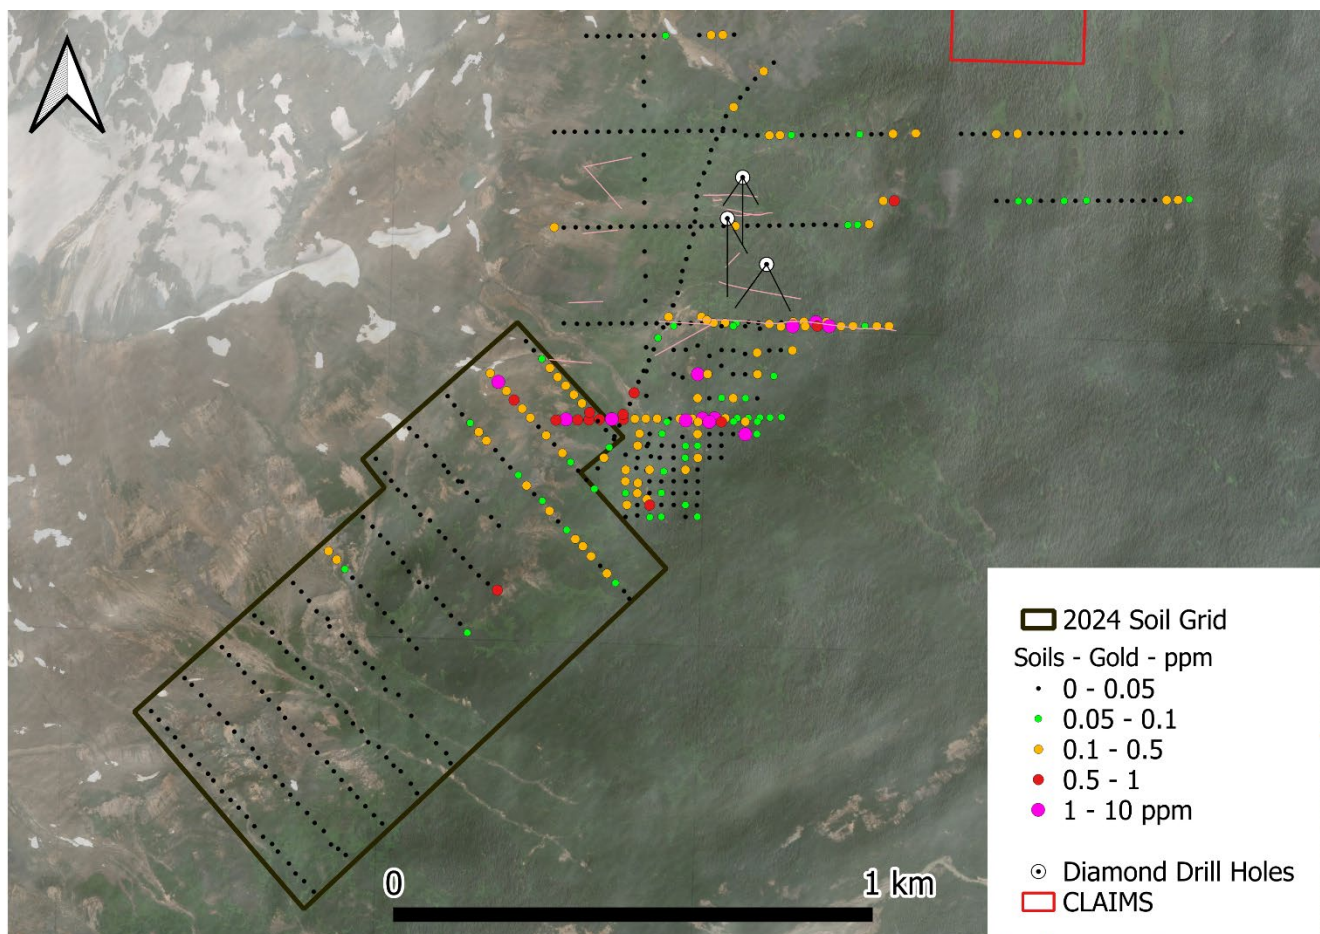 2024 Soil Grid
Soils - Gold - ppm
0 - 0.05
0.05 - 0.1
0.1 - 0.5
0.5 - 1
1 - 10 ppm
Diamond Drill Holes
CLAIMS
0 1 km